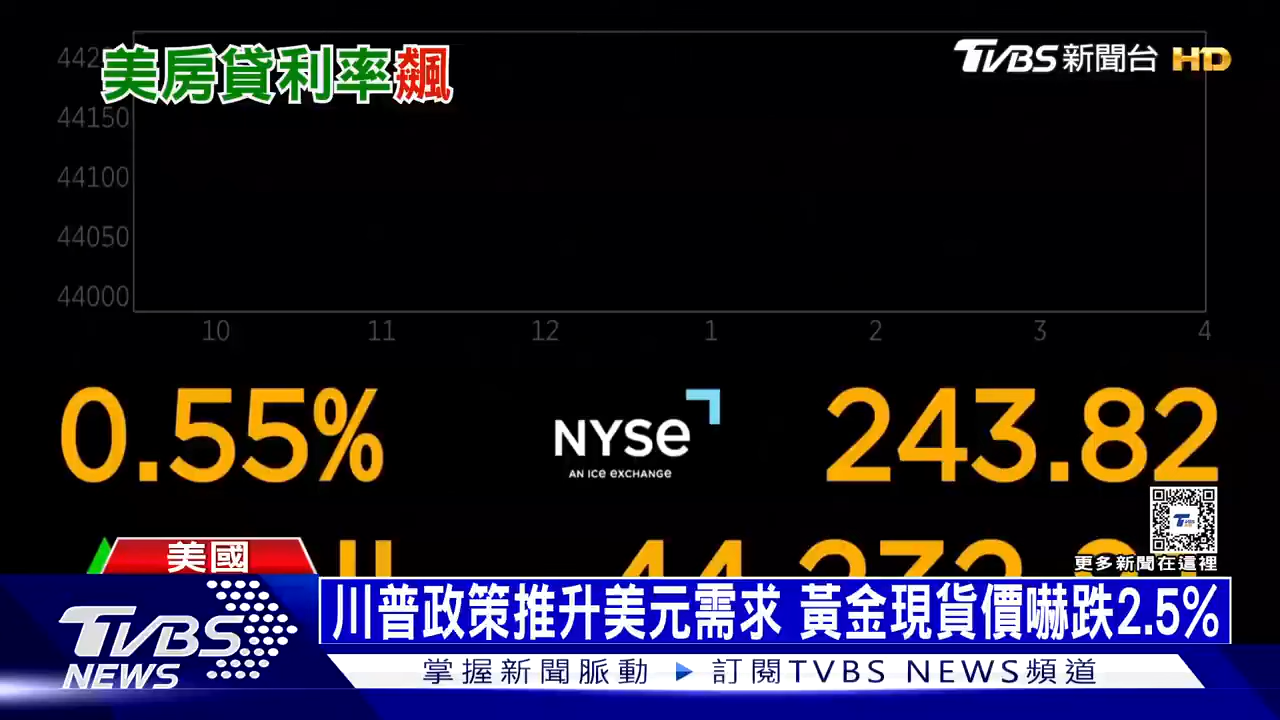 美房貸利率飆
TVBS新聞台 HD
44150
44100
44050
44000
10 11 12 1 2 3 4
0.55%
NYSE
AN ICE EXCHANGE
243.82
美國
更多新聞在這裡
川普政策推升美元需求 黃金現貨價嚇跌2.5%
TVBS NEWS
掌握新聞脈動 訂閱TVBS NEWS頻道